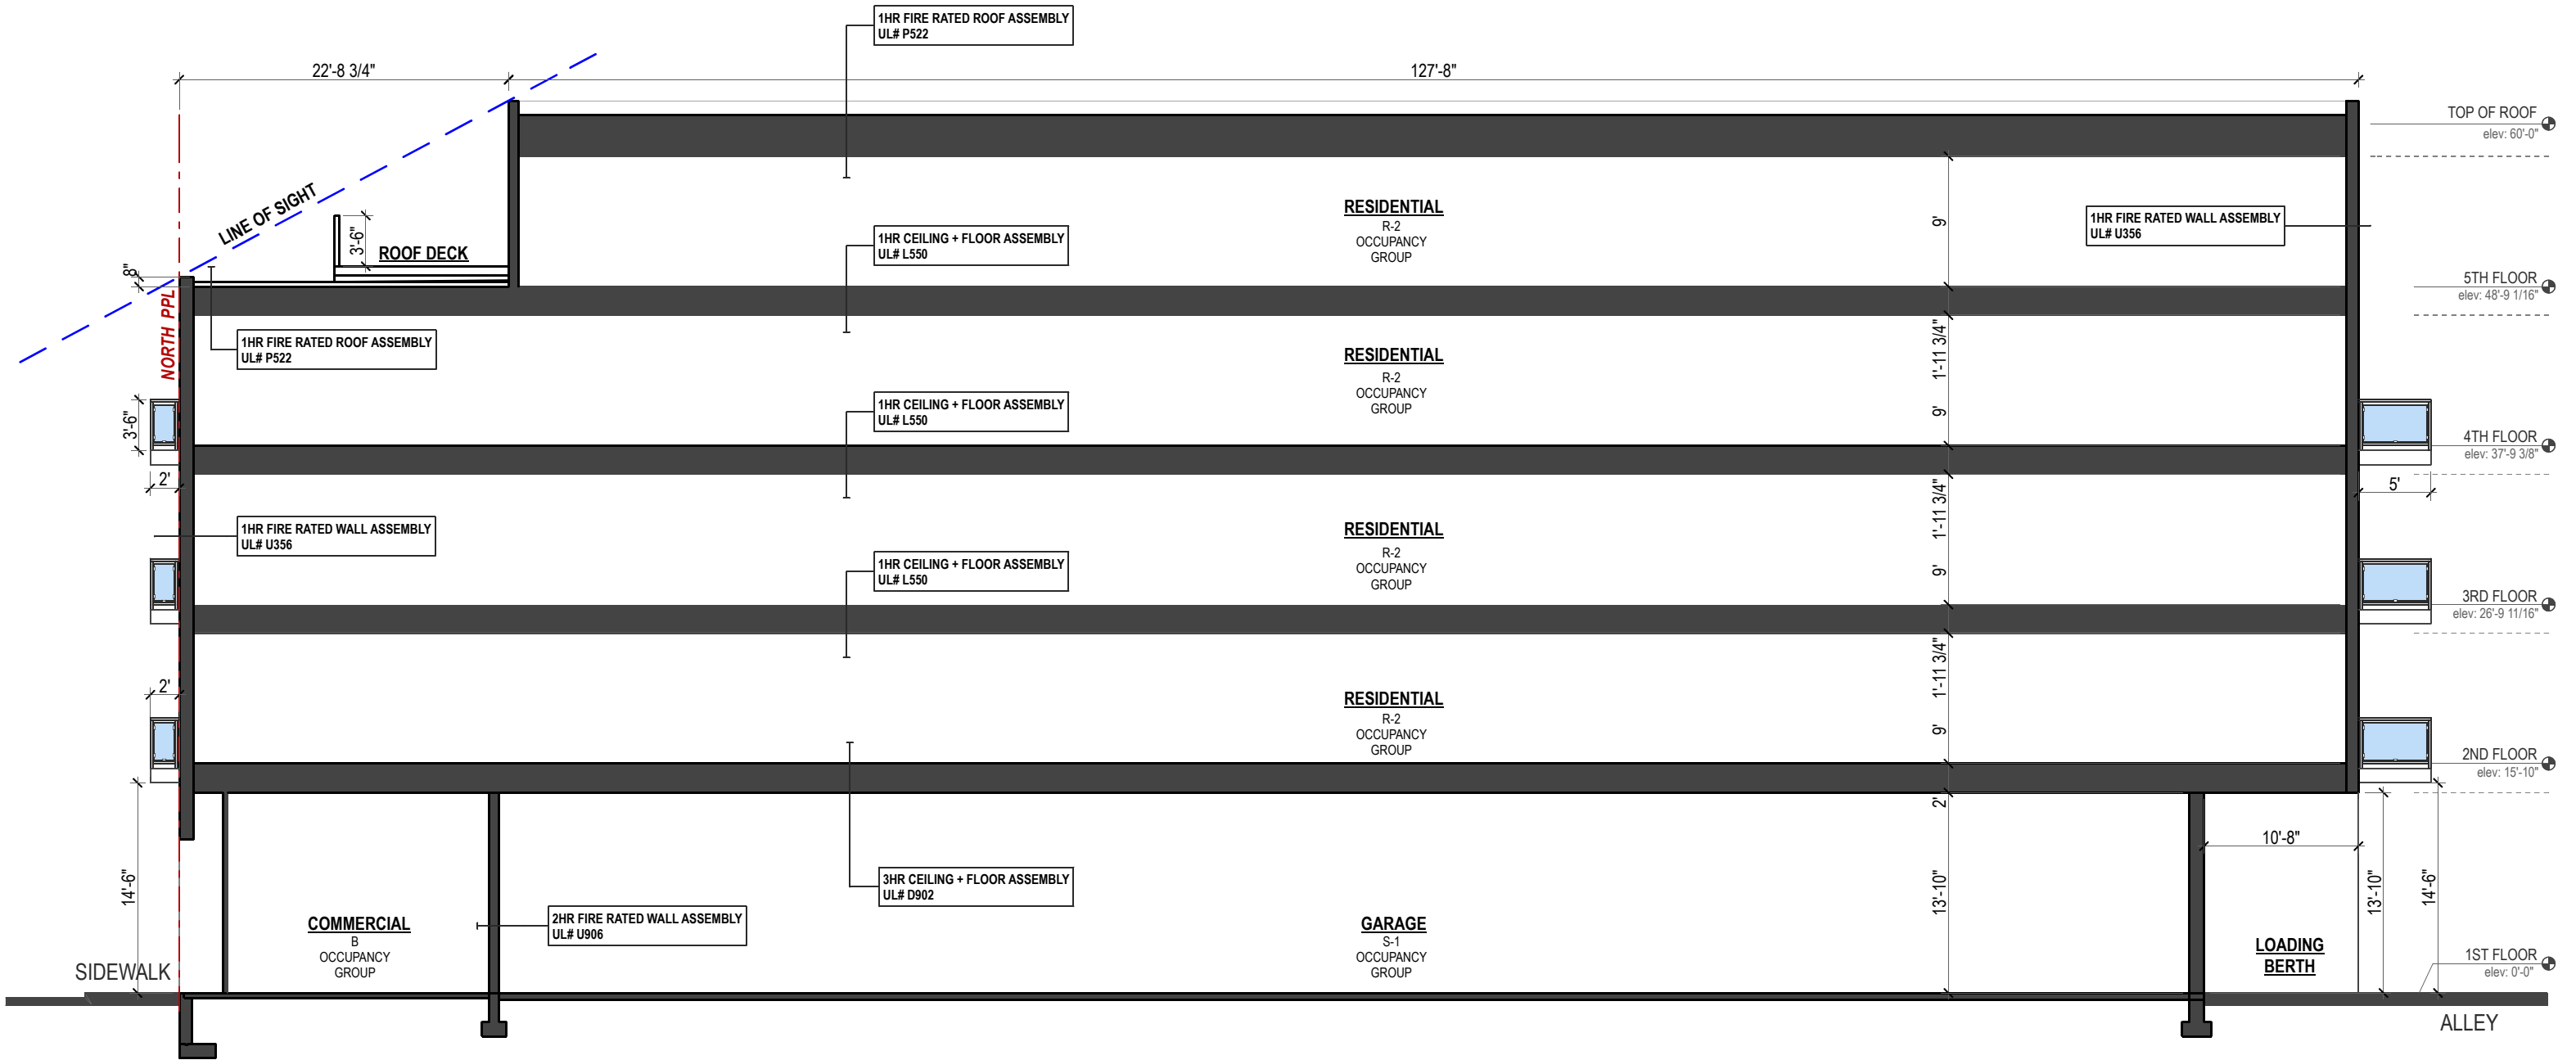 1HR FIRE RATED ROOF ASSEMBLY
UL# P522
22'-8 3/4"
127'-8"
TOP OF ROOF
elev: 60'-0"
LINE OF SIGHT
3'-6"
ROOF DECK
RESIDENTIAL
R-2
OCCUPANCY
GROUP
9'
1HR FIRE RATED WALL ASSEMBLY
UL# U356
1HR CEILING + FLOOR ASSEMBLY
UL# L550
8"
5TH FLOOR
elev: 48'-9 1/16"
NORTH PPL
1HR FIRE RATED ROOF ASSEMBLY
UL# P522
RESIDENTIAL
R-2
OCCUPANCY
GROUP
1'-11 3/4"
9'
3'-6"
1HR CEILING + FLOOR ASSEMBLY
UL# L550
4TH FLOOR
elev: 37'-9 3/8"
2'
5'
1HR FIRE RATED WALL ASSEMBLY
UL# U356
RESIDENTIAL
R-2
OCCUPANCY
GROUP
1'-11 3/4"
9'
1HR CEILING + FLOOR ASSEMBLY
UL# L550
3RD FLOOR
elev: 26'-9 11/16"
2'
RESIDENTIAL
R-2
OCCUPANCY
GROUP
1'-11 3/4"
9'
2ND FLOOR
elev: 15'-10"
2'
10'-8"
14'-6"
3HR CEILING + FLOOR ASSEMBLY
UL# D902
13'-10"
13'-10"
14'-6"
COMMERCIAL
B
OCCUPANCY
GROUP
2HR FIRE RATED WALL ASSEMBLY
UL# U906
GARAGE
S-1
OCCUPANCY
GROUP
LOADING
BERTH
1ST FLOOR
elev: 0'-0"
SIDEWALK
ALLEY